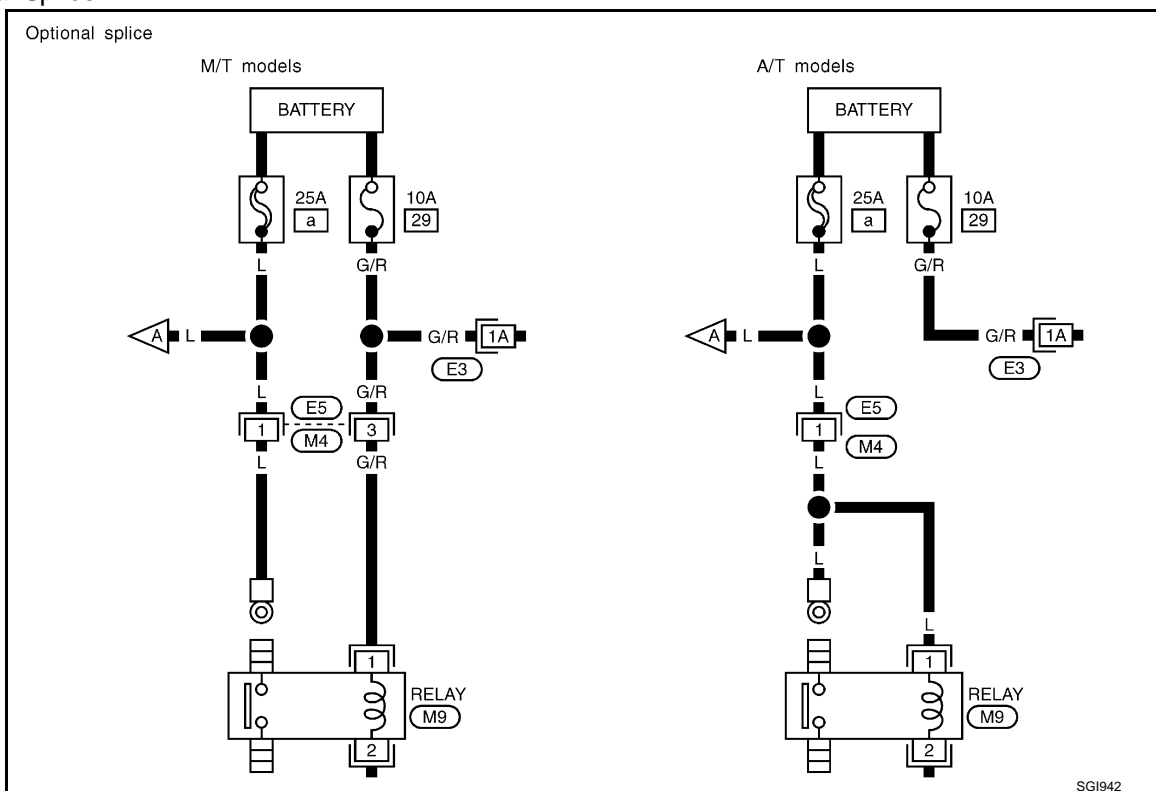 Optional splice
M/T models
BATTERY
25A
a
10A
29
L
G/R
A
L
G/R
1A
E3
L
G/R
1
E5
M4
3
L
G/R
1
RELAY
M9
2
A/T models
BATTERY
25A
a
10A
29
L
G/R
A
L
G/R
1A
E3
L
1
E5
M4
L
L
L
1
RELAY
M9
2
SGI942